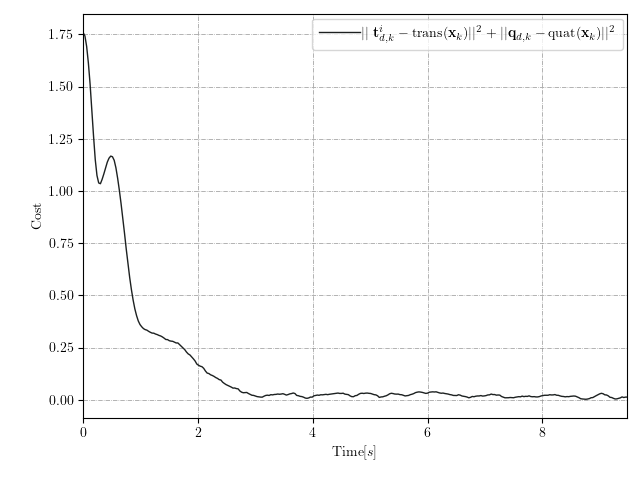 || t^i_{d,k} − trans(x_k)||^2 + ||q_{d,k} − quat(x_k)||^2
1.75
1.50
1.25
1.00
0.75
0.50
0.25
0.00
Cost
0 2 4 6 8
Time[s]